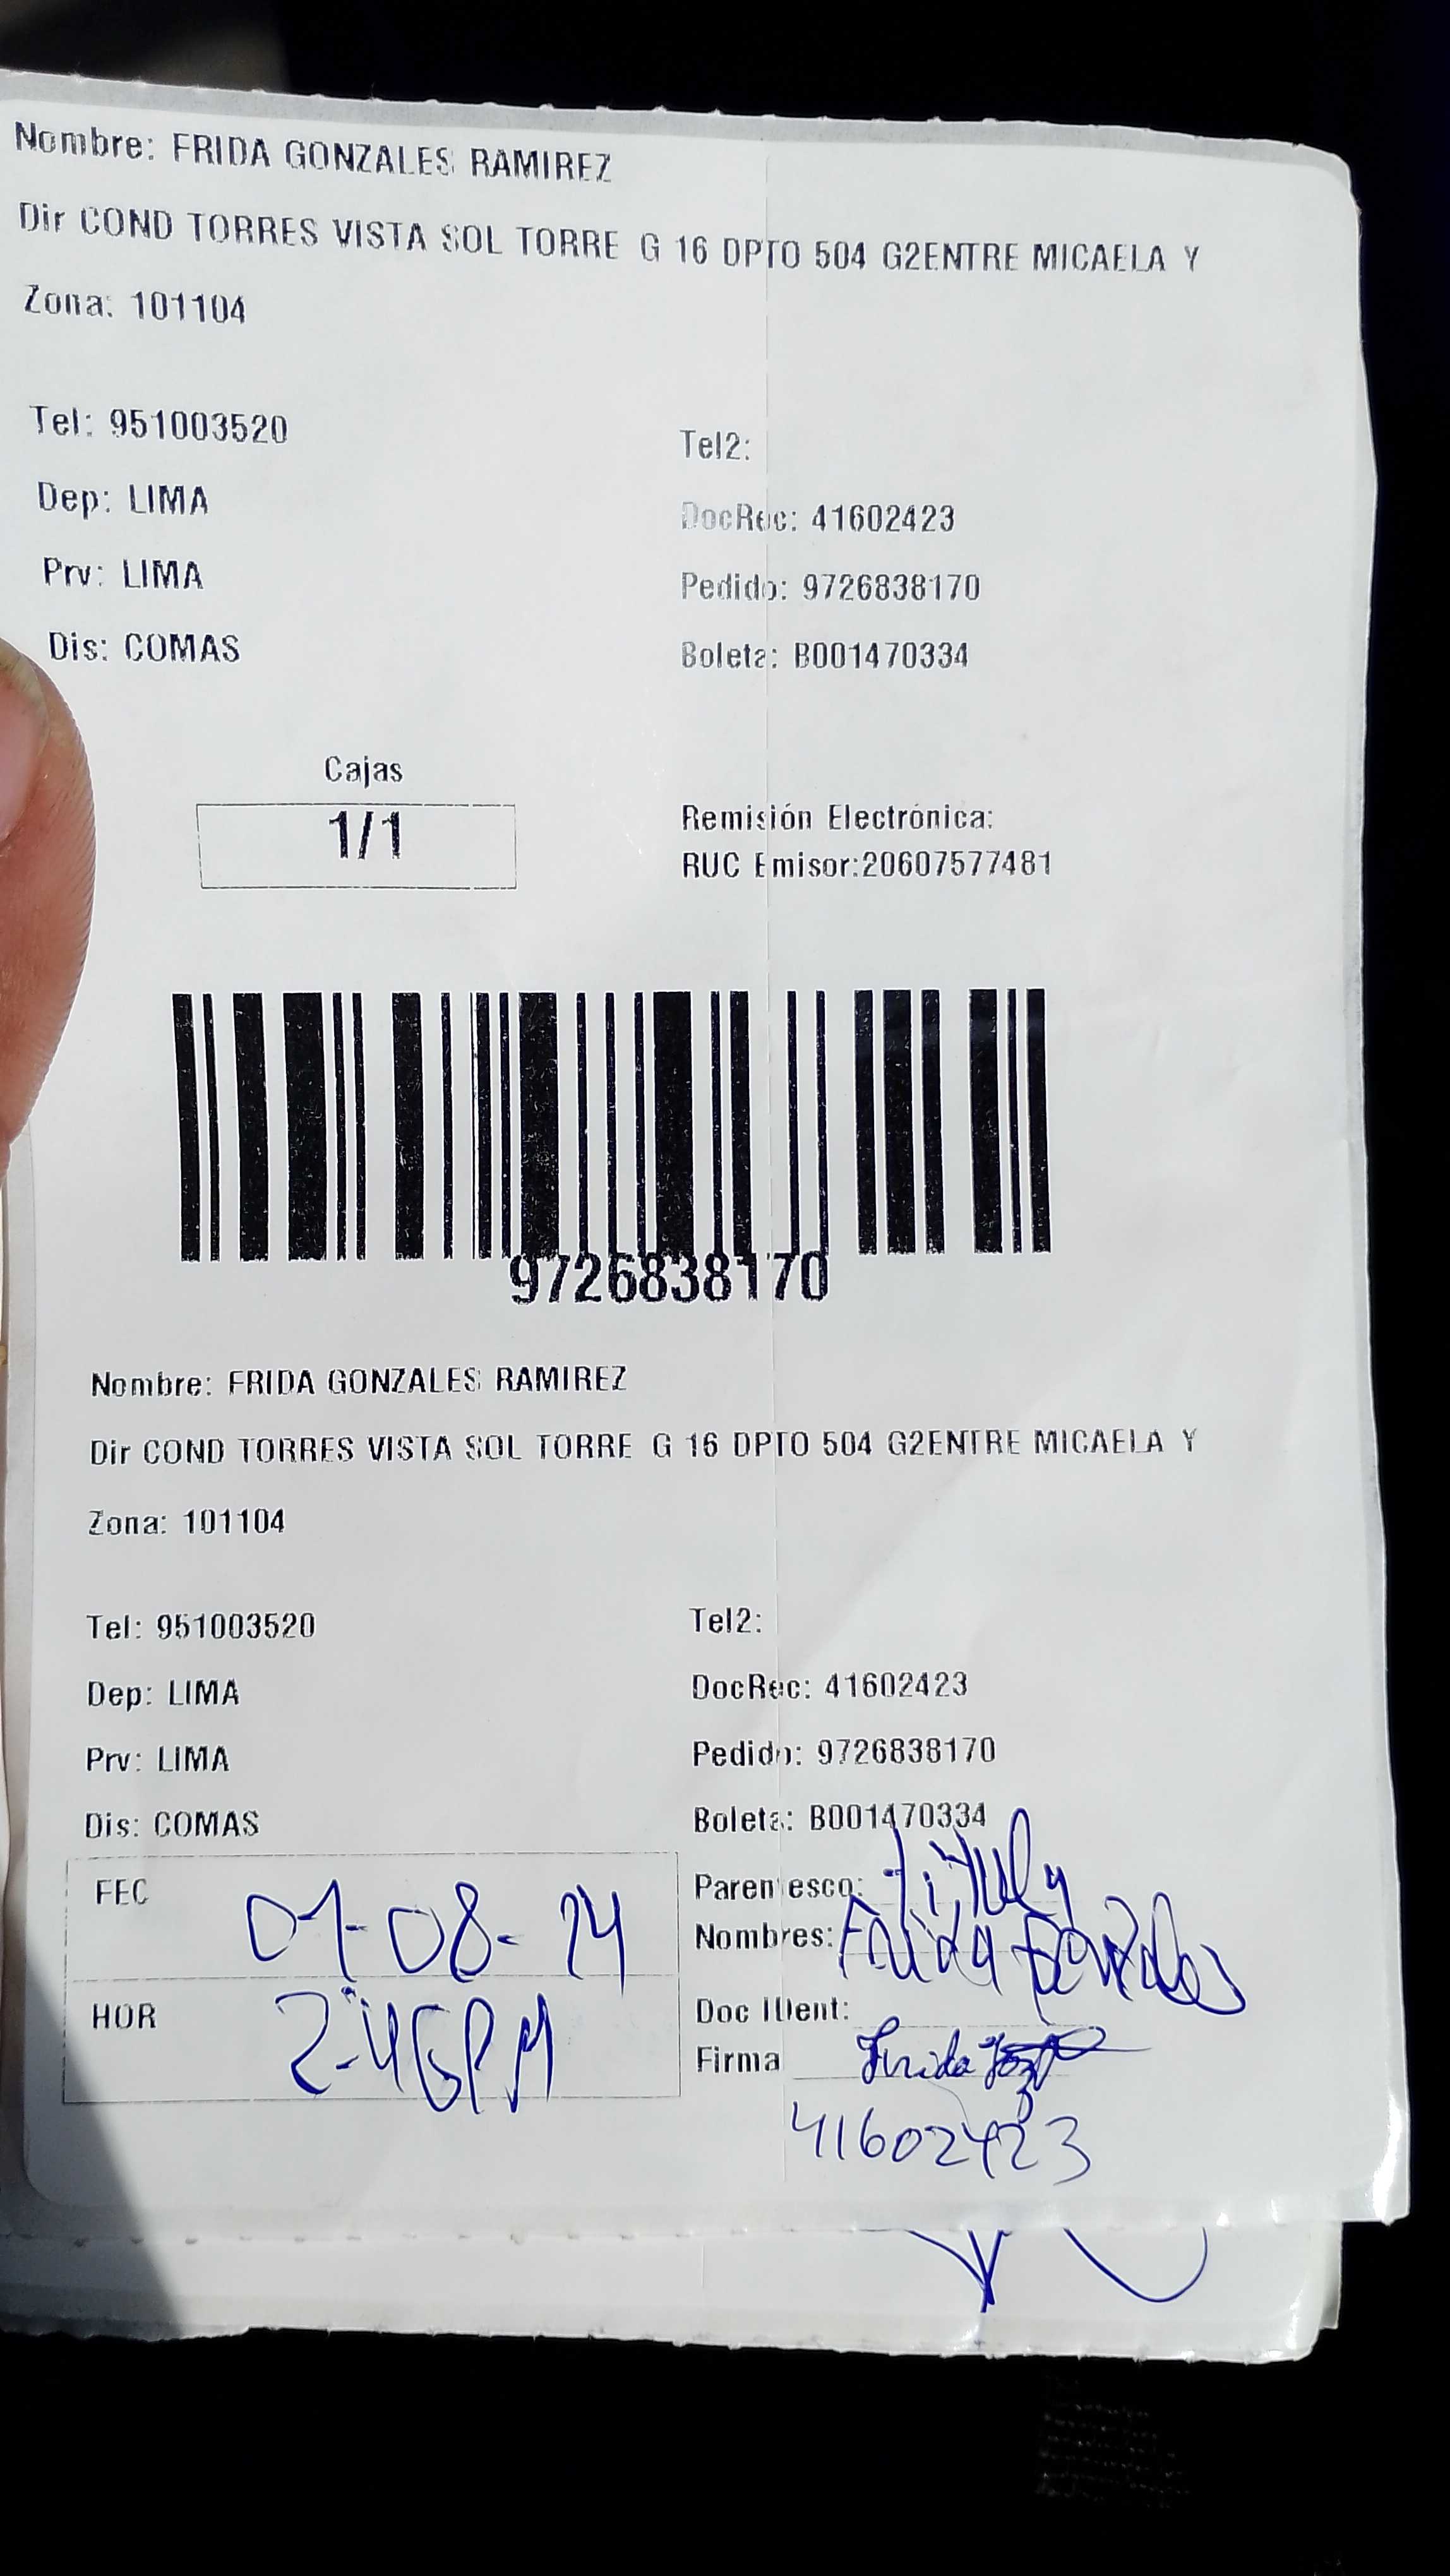 Nombre: FRIDA GONZALES RAMIREZ
Dir COND TORRES VISTA SOL TORRE G 16 DPTO 504 G2ENTRE MICAELA Y
Zona: 101104
Tel: 951003520
Tel2:
Dep: LIMA
DocRec: 41602423
Prv: LIMA
Pedido: 9726838170
Dis: COMAS
Boleta: B001470334
Cajas
1/1
Remisión Electrónica:
RUC Emisor:20607577481
9726838170
Nombre: FRIDA GONZALES RAMIREZ
Dir COND TORRES VISTA SOL TORRE G 16 DPTO 504 G2ENTRE MICAELA Y
Zona: 101104
Tel: 951003520
Tel2:
Dep: LIMA
DocRec: 41602423
Prv: LIMA
Pedido: 9726838170
Dis: COMAS
Boleta: B001470334
FEC
Parentesco:
Nombres: Frida Gonzales
HOR 2-46PM
Doc Ident:
Firma Frida
41602423